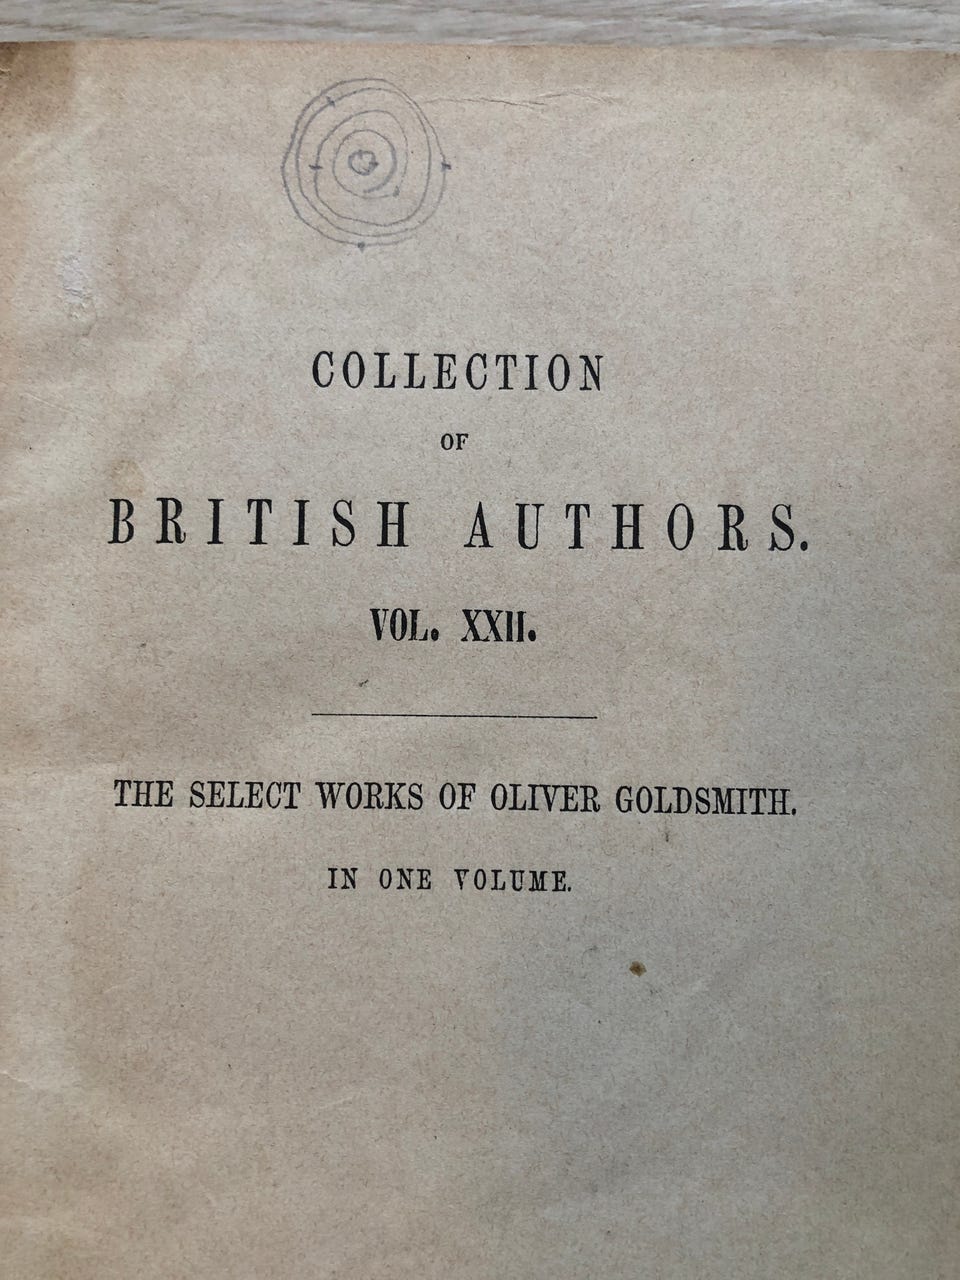 COLLECTION
OF
BRITISH AUTHORS.
VOL. XXII.
THE SELECT WORKS OF OLIVER GOLDSMITH.
IN ONE VOLUME.